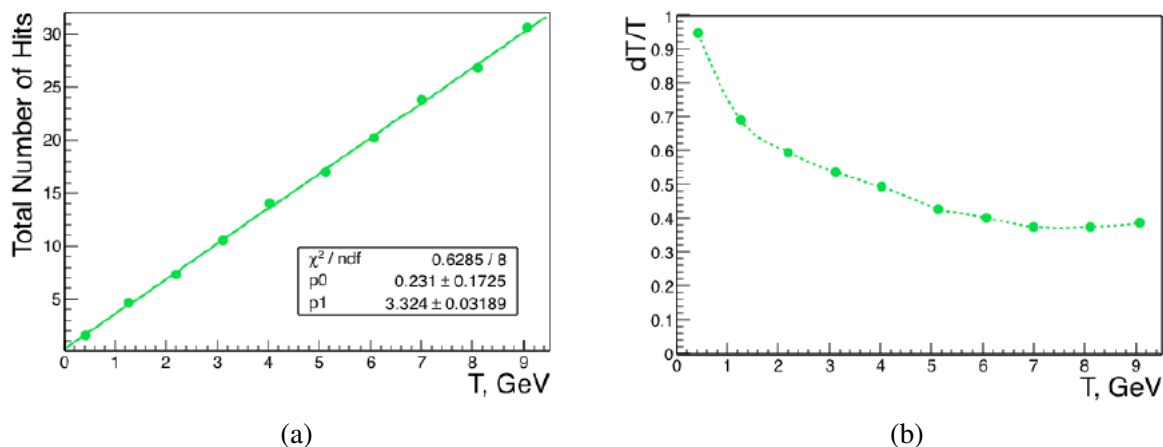 Total Number of Hits
30
25
20
15
10
5
0 1 2 3 4 5 6 7 8 9
T, GeV
χ² / ndf 0.6285 / 8
p0 0.231 ± 0.1725
p1 3.324 ± 0.03189
(a)
dT/T
1
0.9
0.8
0.7
0.6
0.5
0.4
0.3
0.2
0.1
0
0 1 2 3 4 5 6 7 8 9
T, GeV
(b)